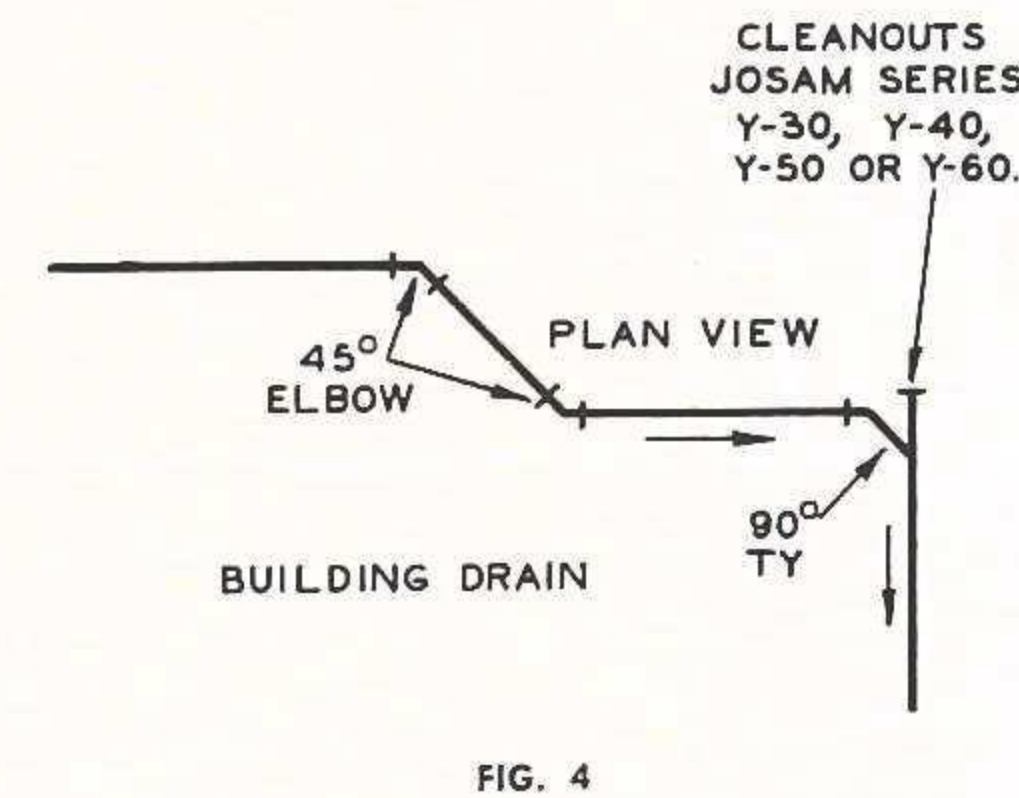 CLEANOUTS
JOSAM SERIES
Y-30, Y-40,
Y-50 OR Y-60.
PLAN VIEW
45°
ELBOW
90°
TY
BUILDING DRAIN
FIG. 4